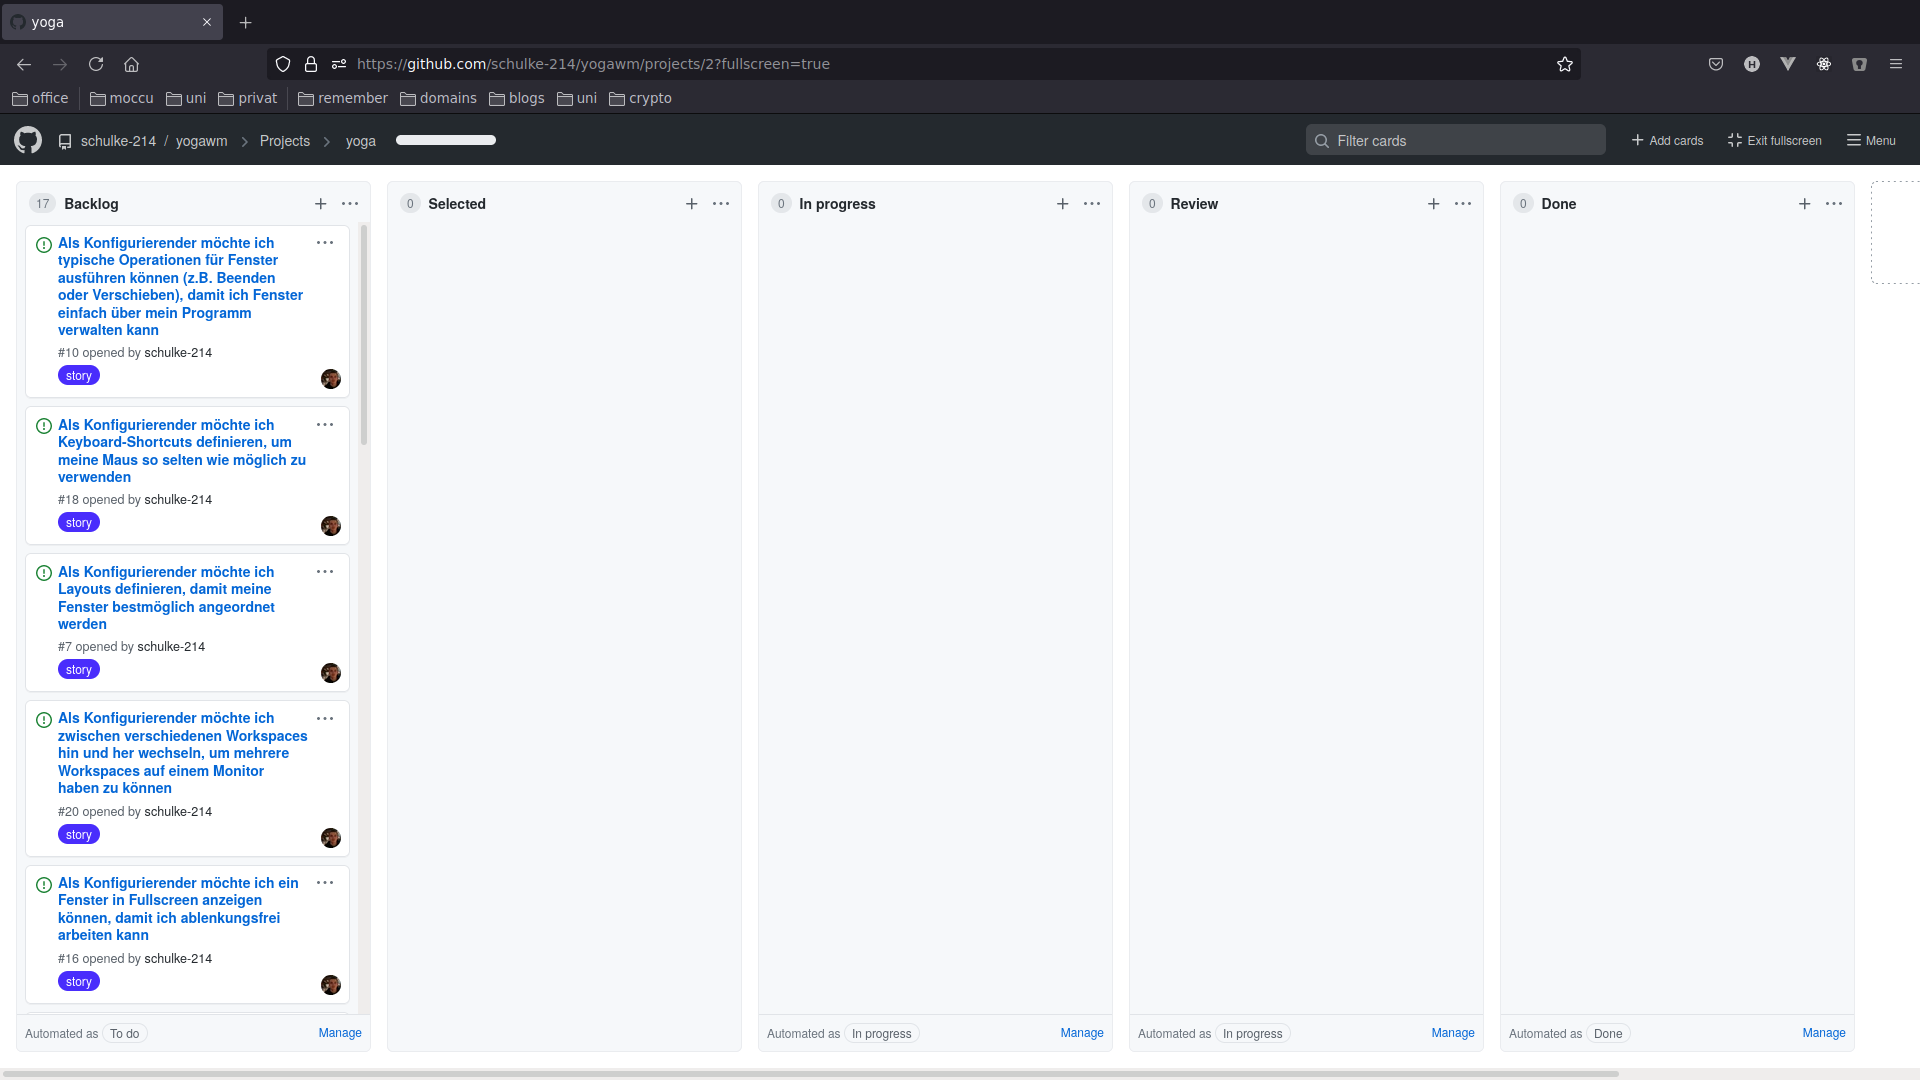 yoga
https://github.com/schulke-214/yogawm/projects/2?fullscreen=true
office moccu uni privat remember domains blogs uni crypto
schulke-214 / yogawm Projects yoga Filter cards Add cards Exit fullscreen Menu
17 Backlog
Als Konfigurierender möchte ich
typische Operationen für Fenster
ausführen können (z.B. Beenden
oder Verschieben), damit ich Fenster
einfach über mein Programm
verwalten kann
#10 opened by schulke-214
story
Als Konfigurierender möchte ich
Keyboard-Shortcuts definieren, um
meine Maus so selten wie möglich zu
verwenden
#18 opened by schulke-214
story
Als Konfigurierender möchte ich
Layouts definieren, damit meine
Fenster bestmöglich angeordnet
werden
#7 opened by schulke-214
story
Als Konfigurierender möchte ich
zwischen verschiedenen Workspaces
hin und her wechseln, um mehrere
Workspaces auf einem Monitor
haben zu können
#20 opened by schulke-214
story
Als Konfigurierender möchte ich ein
Fenster in Fullscreen anzeigen
können, damit ich ablenkungsfrei
arbeiten kann
#16 opened by schulke-214
story
Automated as To do Manage
0 Selected
0 In progress
Automated as In progress Manage
0 Review
Automated as In progress Manage
0 Done
Automated as Done Manage